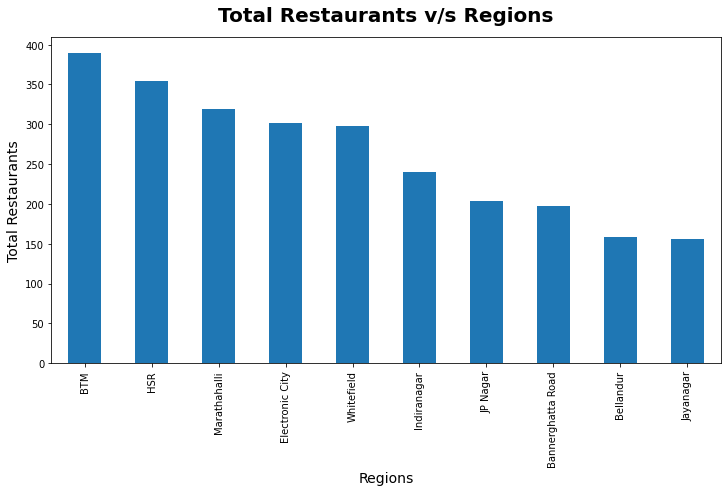 Total Restaurants v/s Regions
Total Restaurants
400
350
300
250
200
150
100
50
0
BTM
HSR
Marathahalli
Electronic City
Whitefield
Indiranagar
JP Nagar
Bannerghatta Road
Bellandur
Jayanagar
Regions